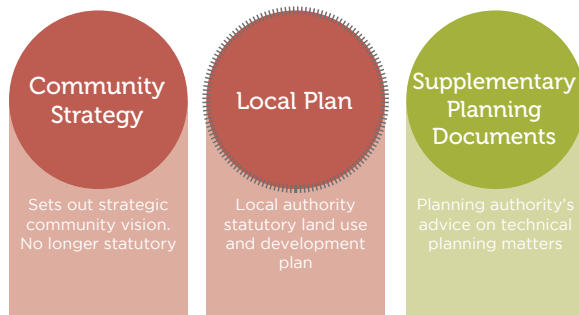 Community
Strategy
Sets out strategic
community vision.
No longer statutory
Local Plan
Local authority
statutory land use
and development
plan
Supplementary
Planning
Documents
Planning authority's
advice on technical
planning matters